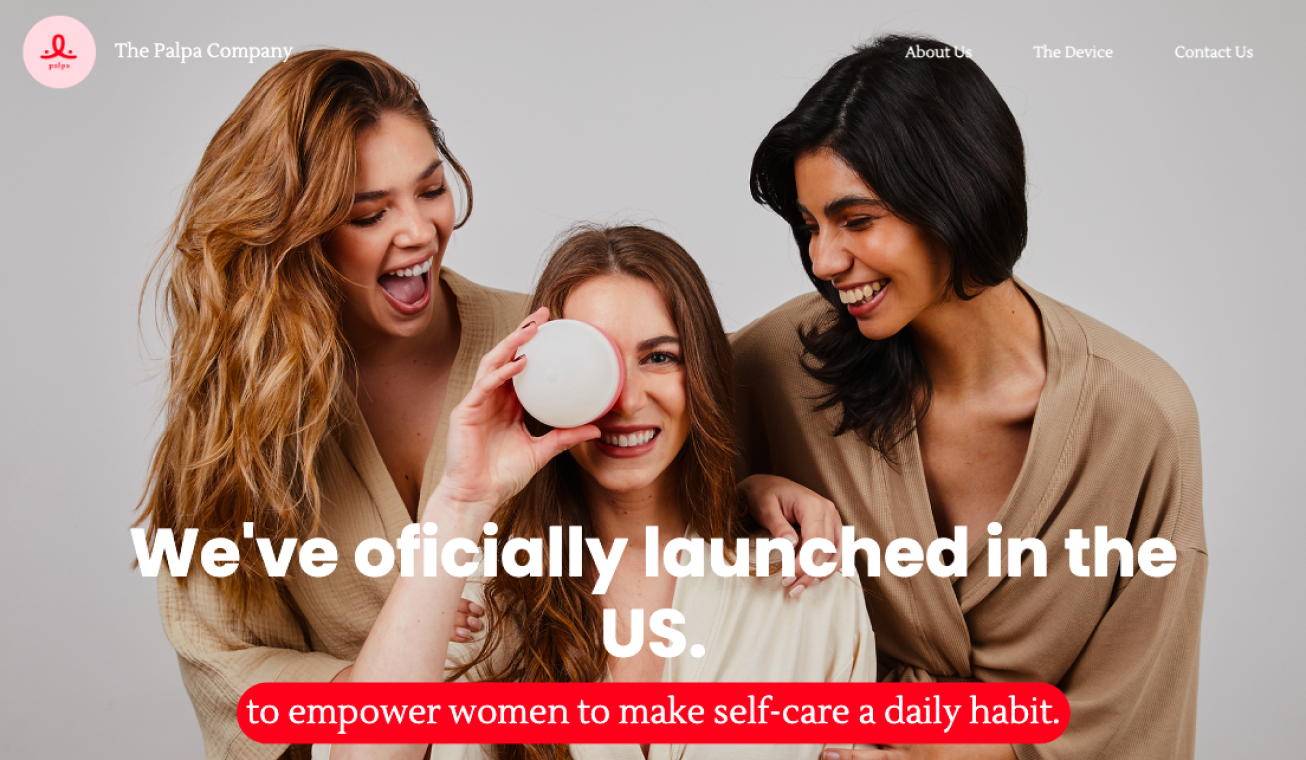 palpa
The Palpa Company
About Us
The Device
Contact Us
We've oficially launched in the
US.
to empower women to make self-care a daily habit.